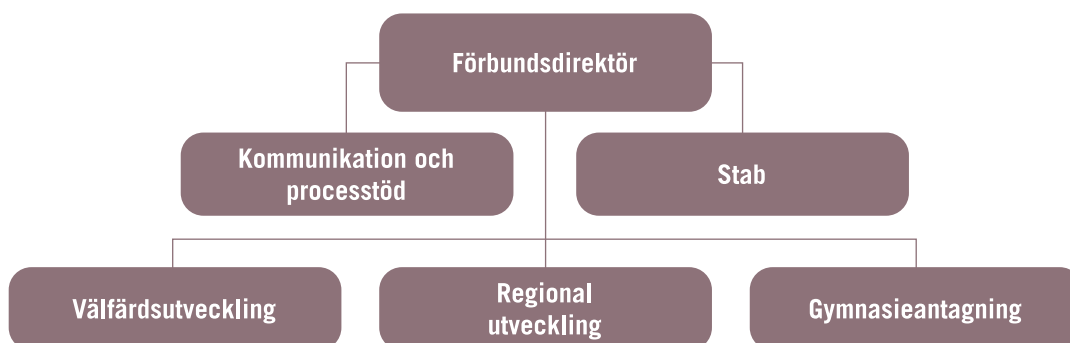 Förbundsdirektör
Kommunikation och
processtöd
Stab
Välfärdsutveckling
Regional
utveckling
Gymnasieantagning